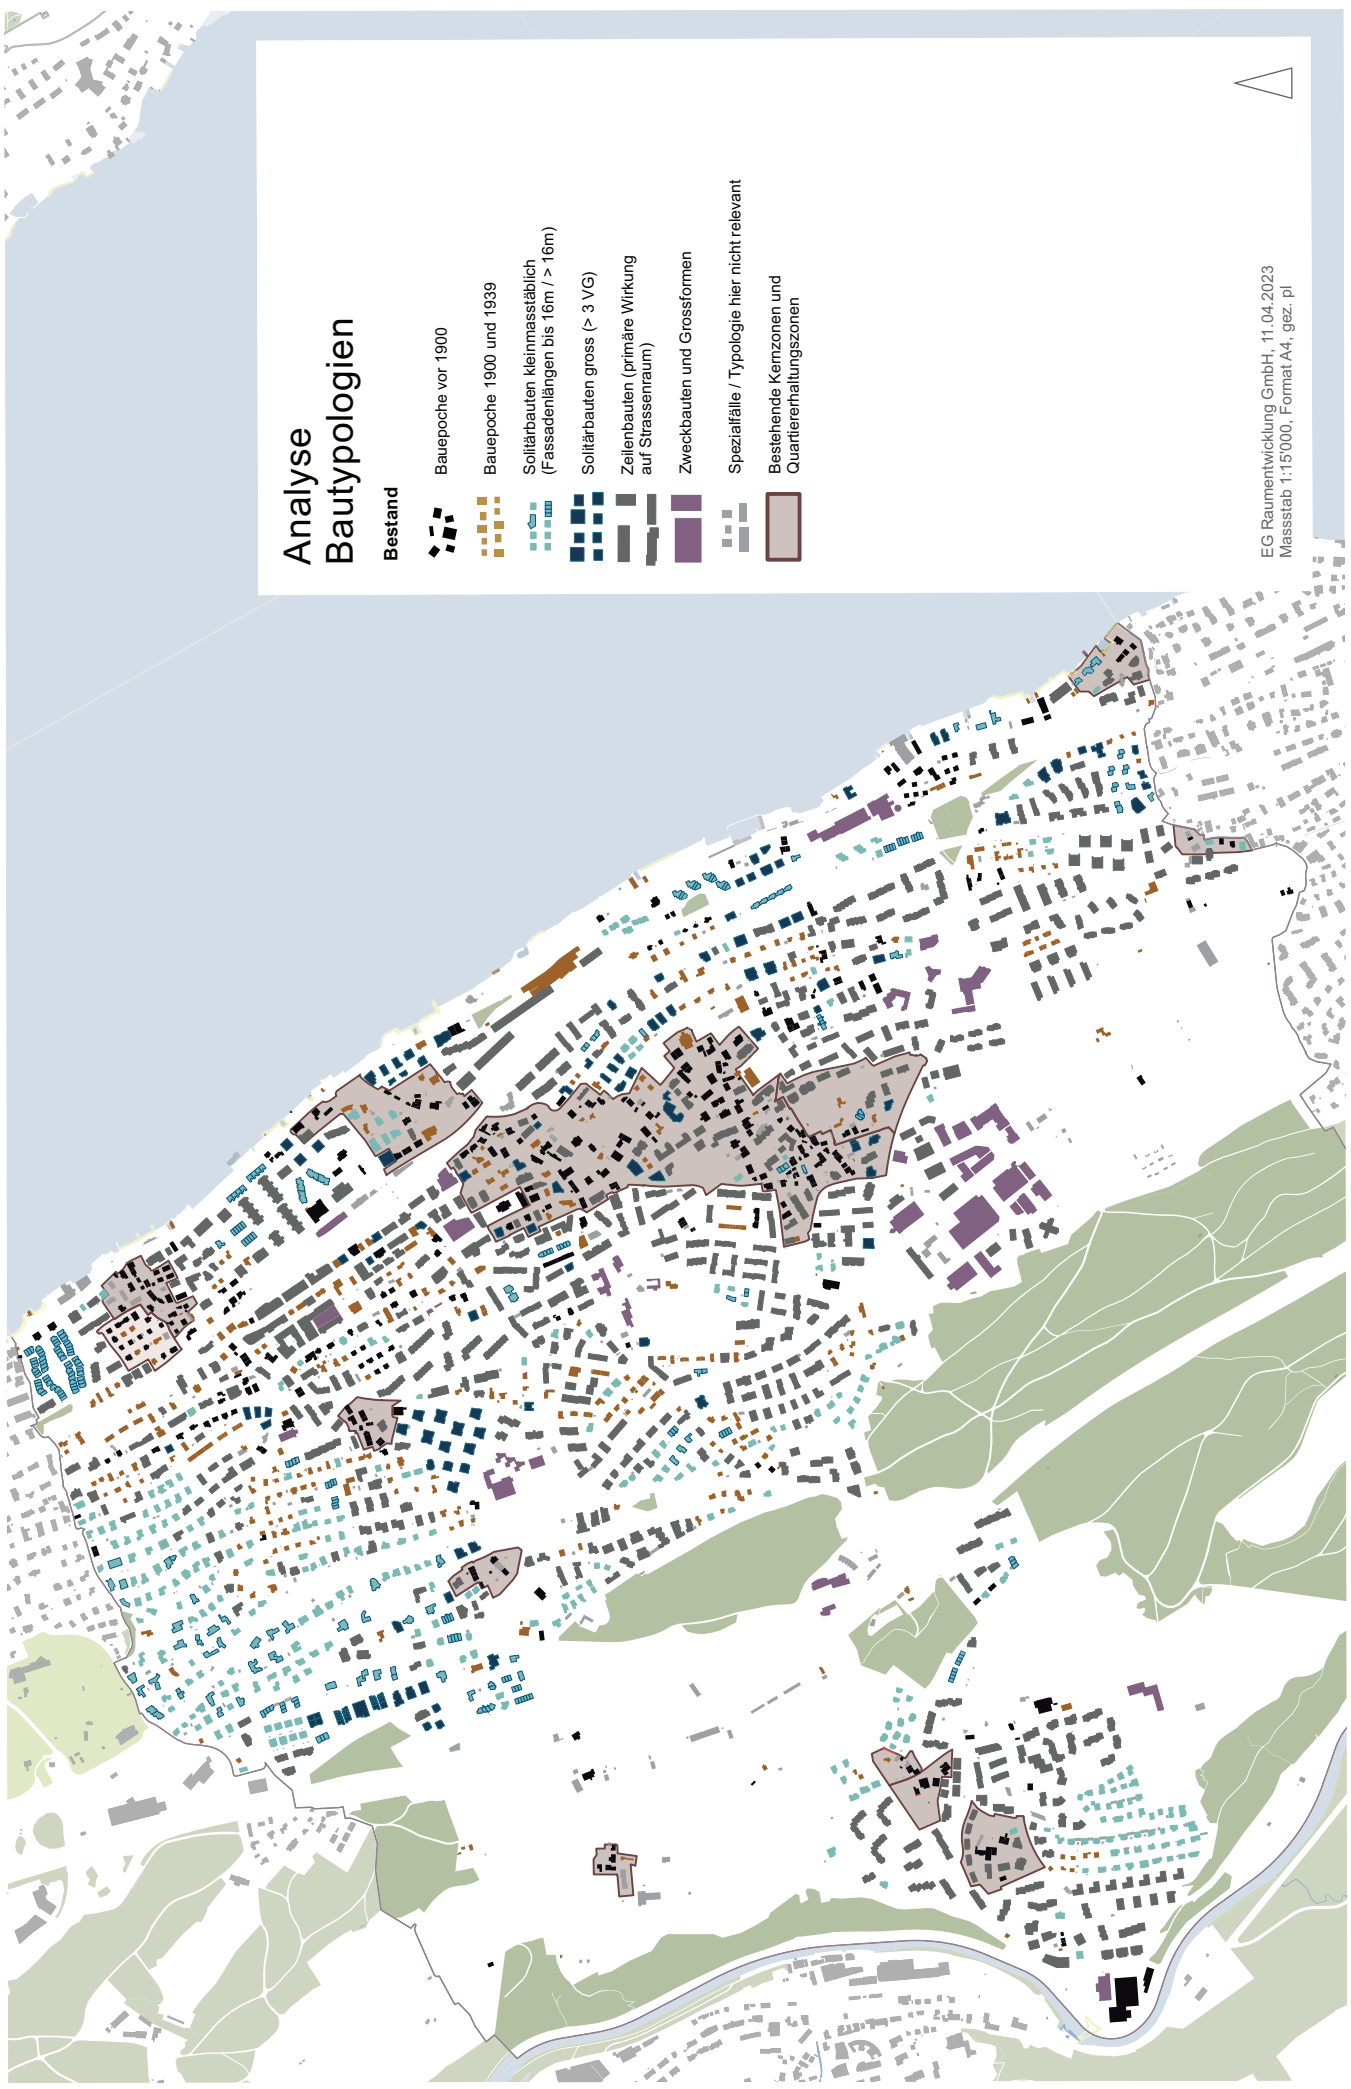 Analyse
Bautypologien
Bestand
Bauepoche vor 1900
Bauepoche 1900 und 1939
Solitärbauten kleinmasstäblich
(Fassadenlängen bis 16m / > 16m)
Solitärbauten gross (> 3 VG)
Zeilenbauten (primäre Wirkung
auf Strassenraum)
Zweckbauten und Grossformen
Spezialfälle / Typologie hier nicht relevant
Bestehende Kernzonen und
Quartiererhaltungszonen
EG Raumentwicklung GmbH, 11.04.2023
Massstab 1:15'000, Format A4, gez. pl